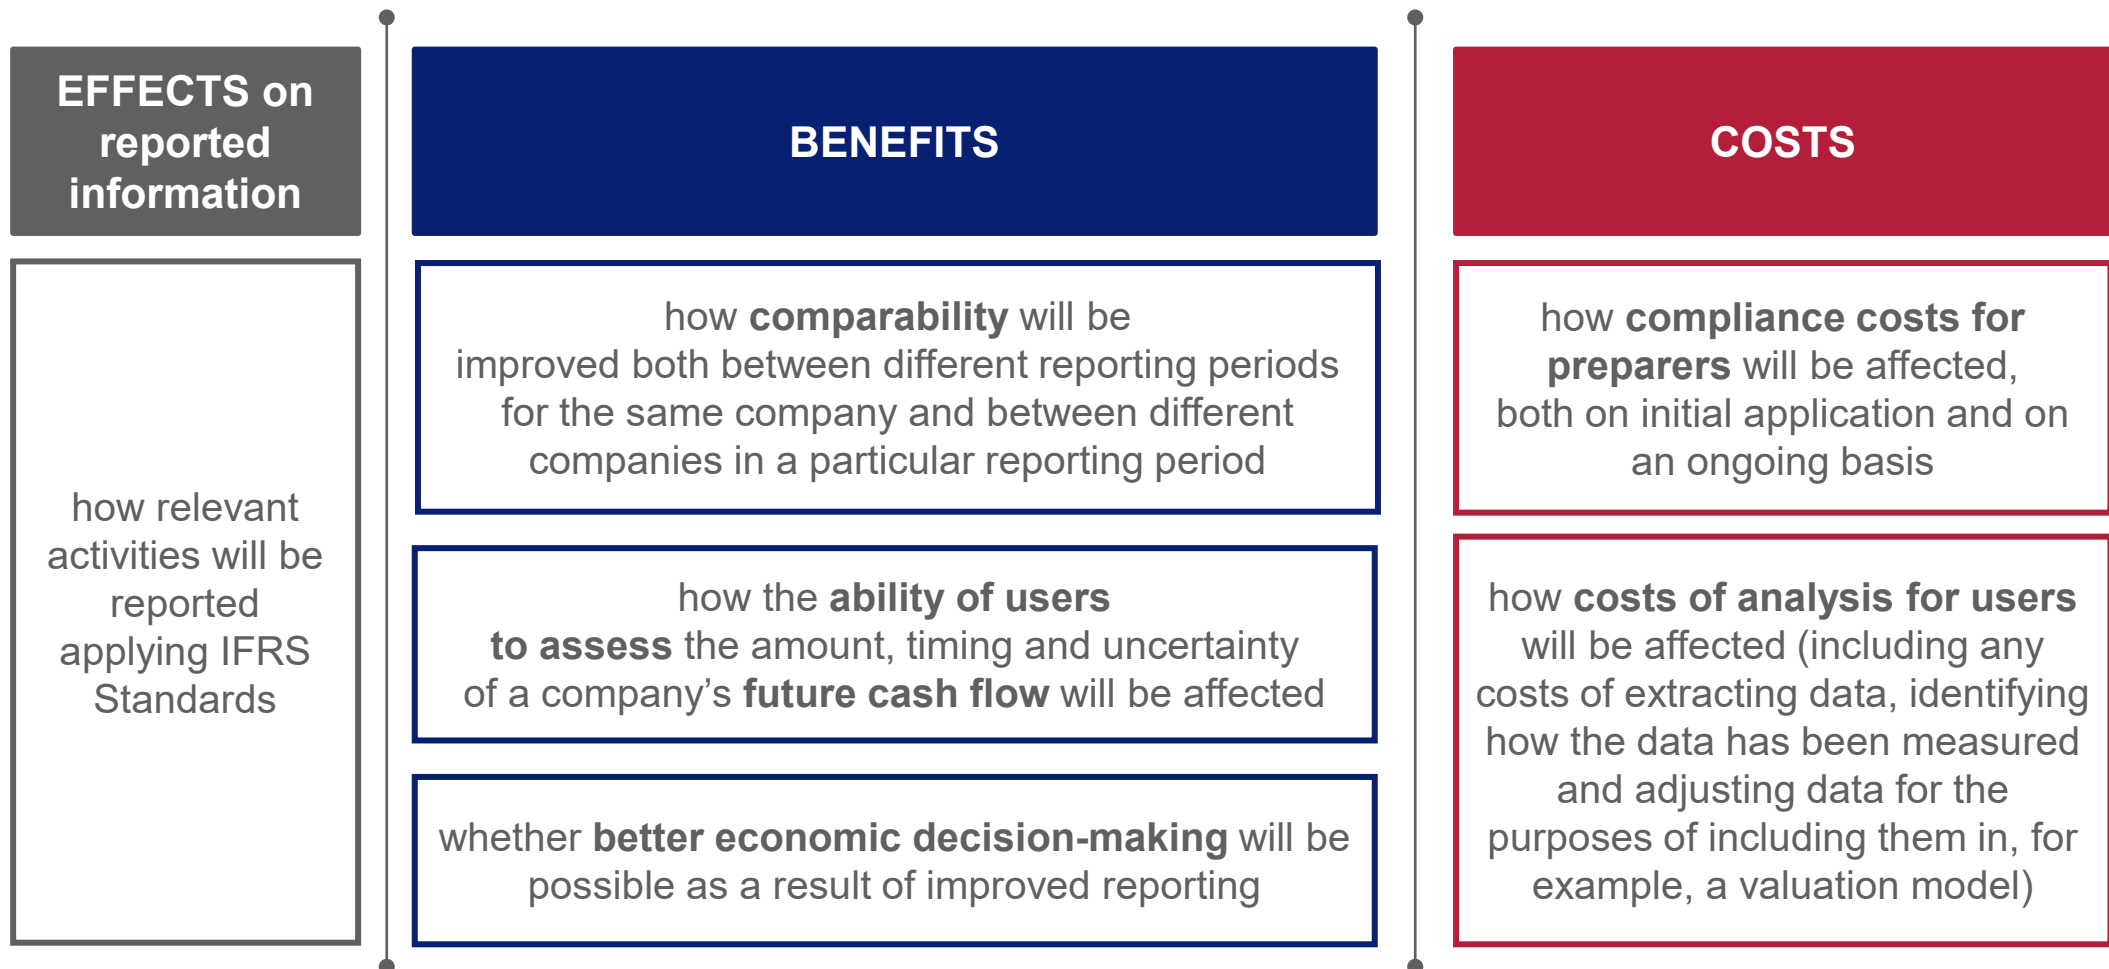 EFFECTS on
reported
information
how relevant
activities will be
reported
applying IFRS
Standards
BENEFITS
how comparability will be
improved both between different reporting periods
for the same company and between different
companies in a particular reporting period
how the ability of users
to assess the amount, timing and uncertainty
of a company’s future cash flow will be affected
whether better economic decision-making will be
possible as a result of improved reporting
COSTS
how compliance costs for
preparers will be affected,
both on initial application and on
an ongoing basis
how costs of analysis for users
will be affected (including any
costs of extracting data, identifying
how the data has been measured
and adjusting data for the
purposes of including them in, for
example, a valuation model)